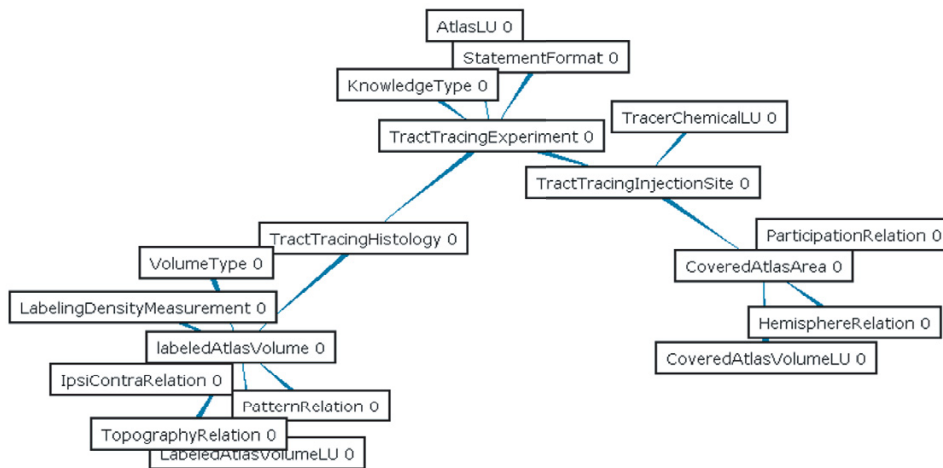 AtlasLU 0
StatementFormat 0
KnowledgeType 0
TracerChemicalLU 0
TractTracingExperiment 0
TractTracingInjectionSite 0
ParticipationRelation 0
TractTracingHistology 0
VolumeType 0
CoveredAtlasArea 0
LabelingDensityMeasurement 0
HemisphereRelation 0
labeledAtlasVolume 0
CoveredAtlasVolumeLU 0
IpsiContraRelation 0
PatternRelation 0
TopographyRelation 0
LabeledAtlasVolumeLU 0